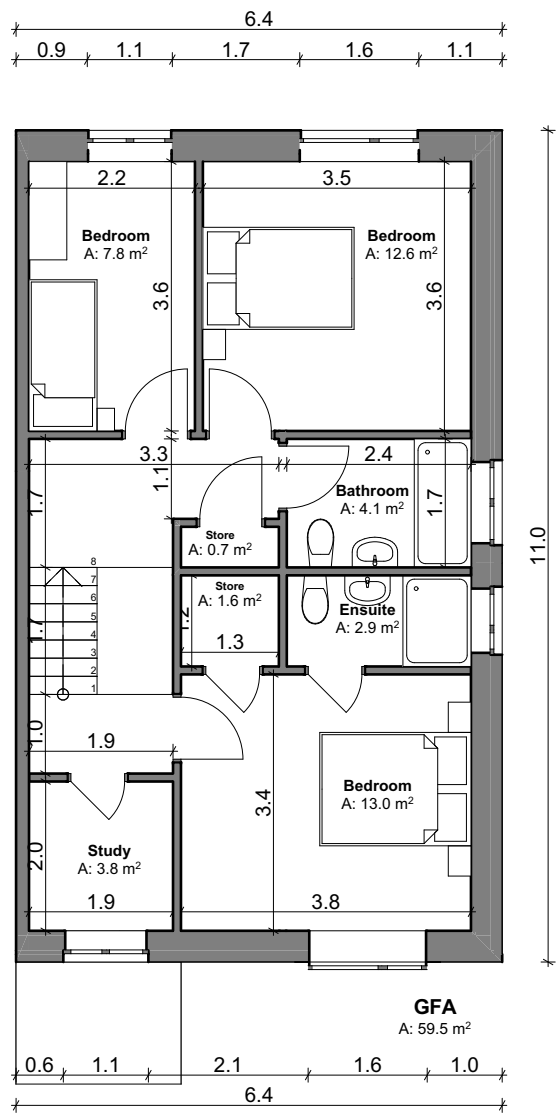 6.4
0.9 1.1 1.7 1.6 1.1
2.2 3.5
Bedroom
A: 7.8 m²
Bedroom
A: 12.6 m²
3.6
3.6
11.0
1.7
3.3
1.1
2.4
Bathroom
A: 4.1 m²
1.7
Store
A: 0.7 m²
8
7
6
5
4
3
2
1
1.7
Store
A: 1.6 m²
1.2
1.3
Ensuite
A: 2.9 m²
1.0
1.9
Bedroom
A: 13.0 m²
3.4
2.0
Study
A: 3.8 m²
1.9
3.8
GFA
A: 59.5 m²
0.6 1.1 2.1 1.6 1.0
6.4